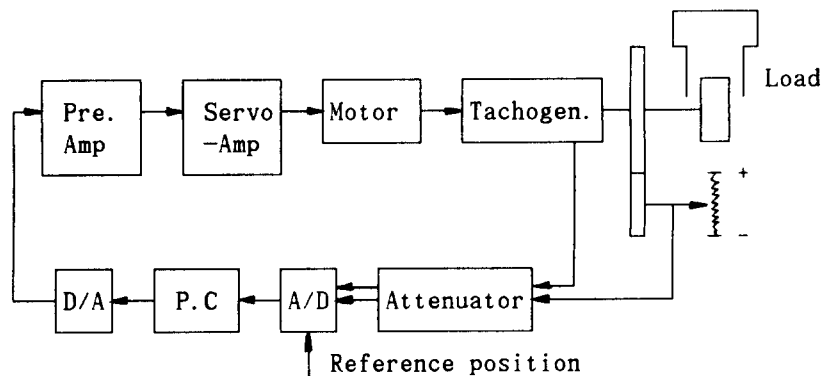 Pre.
Amp
Servo
-Amp
Motor
Tachogen.
Load
+
-
D/A
P.C
A/D
Attenuator
Reference position